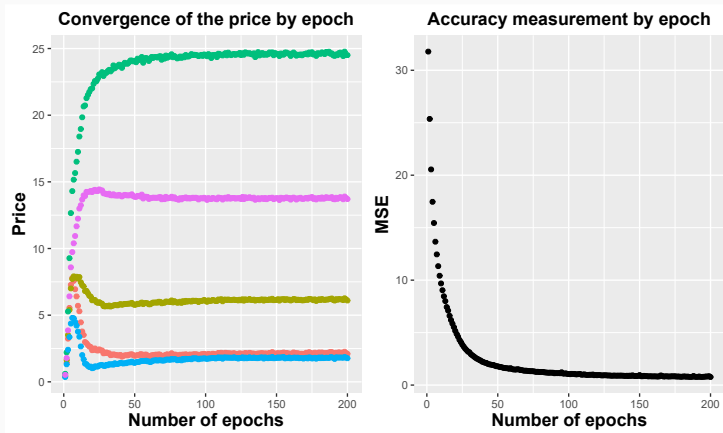 Convergence of the price by epoch
Price
25
20
15
10
5
0
0 50 100 150 200
Number of epochs
Accuracy measurement by epoch
MSE
30
20
10
0
0 50 100 150 200
Number of epochs